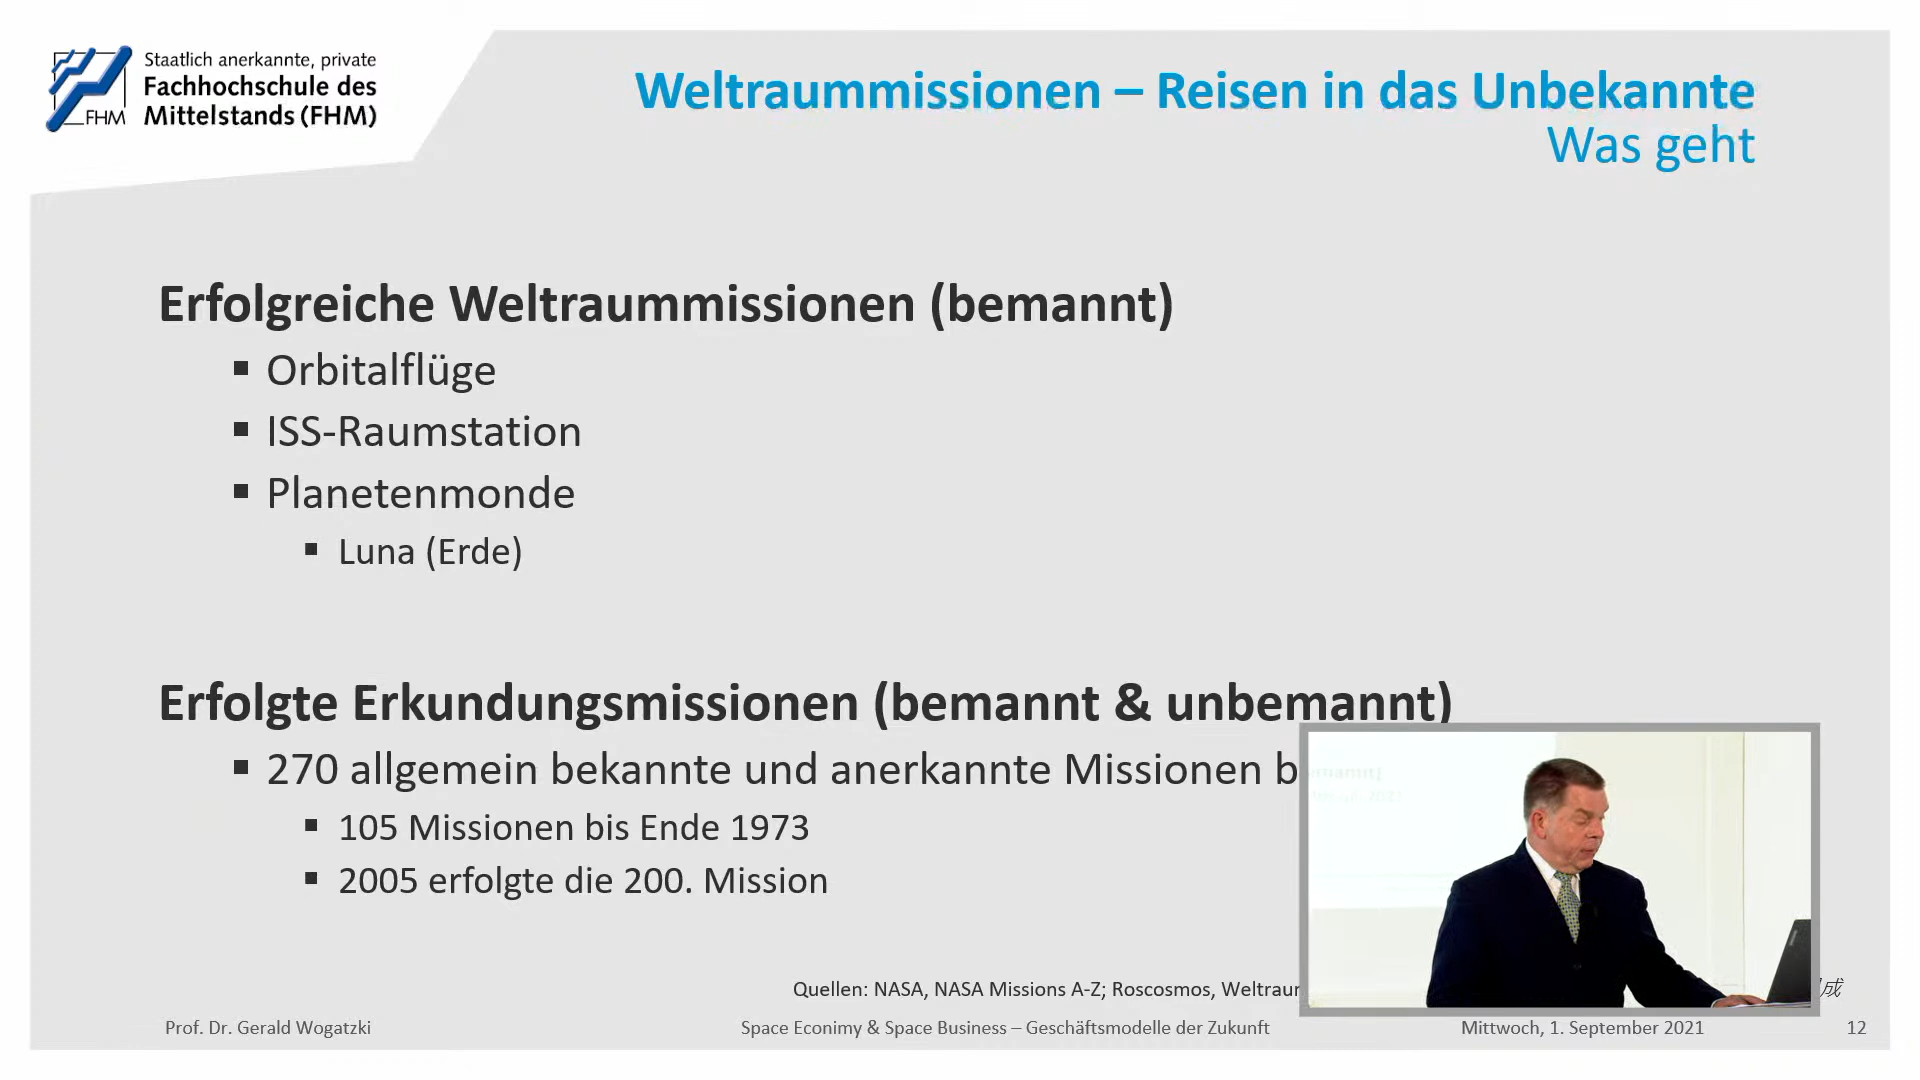 Staatlich anerkannte, private
Fachhochschule des
Mittelstands (FHM)
FHM
Weltraummissionen – Reisen in das Unbekannte
Was geht
Erfolgreiche Weltraummissionen (bemannt)
▪ Orbitalflüge
▪ ISS-Raumstation
▪ Planetenmonde
▪ Luna (Erde)
Erfolgte Erkundungsmissionen (bemannt & unbemannt)
▪ 270 allgemein bekannte und anerkannte Missionen b
▪ 105 Missionen bis Ende 1973
▪ 2005 erfolgte die 200. Mission
Quellen: NASA, NASA Missions A-Z; Roscosmos,
成
Prof. Dr. Gerald Wogatzki
Space Econimy & Space Business – Geschäftsmodelle der Zukunft
Mittwoch, 1. September 2021
12